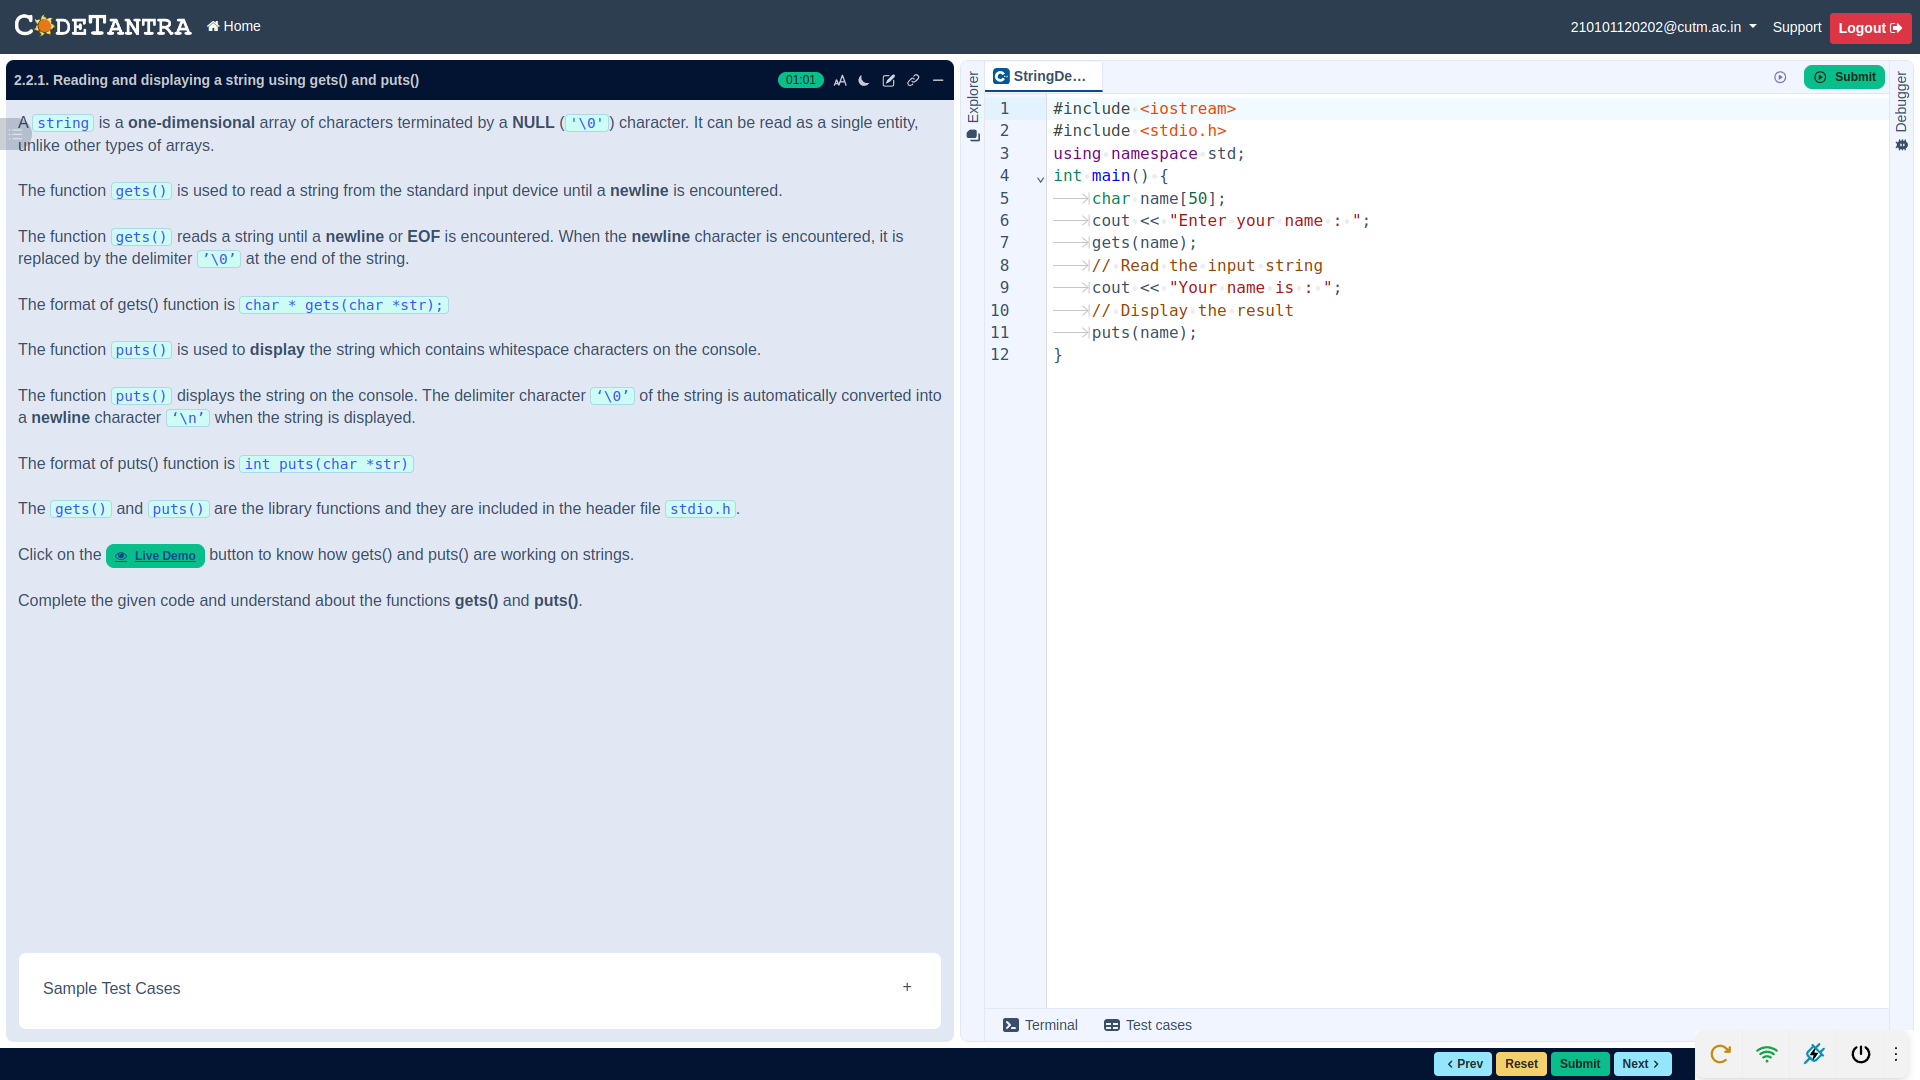 CODETANTRA Home 210101120202@cutm.ac.in Support Logout
2.2.1. Reading and displaying a string using gets() and puts() 01:01
A string is a one-dimensional array of characters terminated by a NULL ('\0') character. It can be read as a single entity,
unlike other types of arrays.
The function gets() is used to read a string from the standard input device until a newline is encountered.
The function gets() reads a string until a newline or EOF is encountered. When the newline character is encountered, it is
replaced by the delimiter ’\0’ at the end of the string.
The format of gets() function is char * gets(char *str);
The function puts() is used to display the string which contains whitespace characters on the console.
The function puts() displays the string on the console. The delimiter character ‘\0’ of the string is automatically converted into
a newline character ‘\n’ when the string is displayed.
The format of puts() function is int puts(char *str)
The gets() and puts() are the library functions and they are included in the header file stdio.h.
Click on the Live Demo button to know how gets() and puts() are working on strings.
Complete the given code and understand about the functions gets() and puts().
Sample Test Cases +
Explorer
StringDe...
Submit
Debugger
1 #include <iostream>
2 #include <stdio.h>
3 using namespace std;
4 int main() {
5 char name[50];
6 cout << "Enter your name : ";
7 gets(name);
8 // Read the input string
9 cout << "Your name is : ";
10 // Display the result
11 puts(name);
12 }
Terminal Test cases
Prev Reset Submit Next